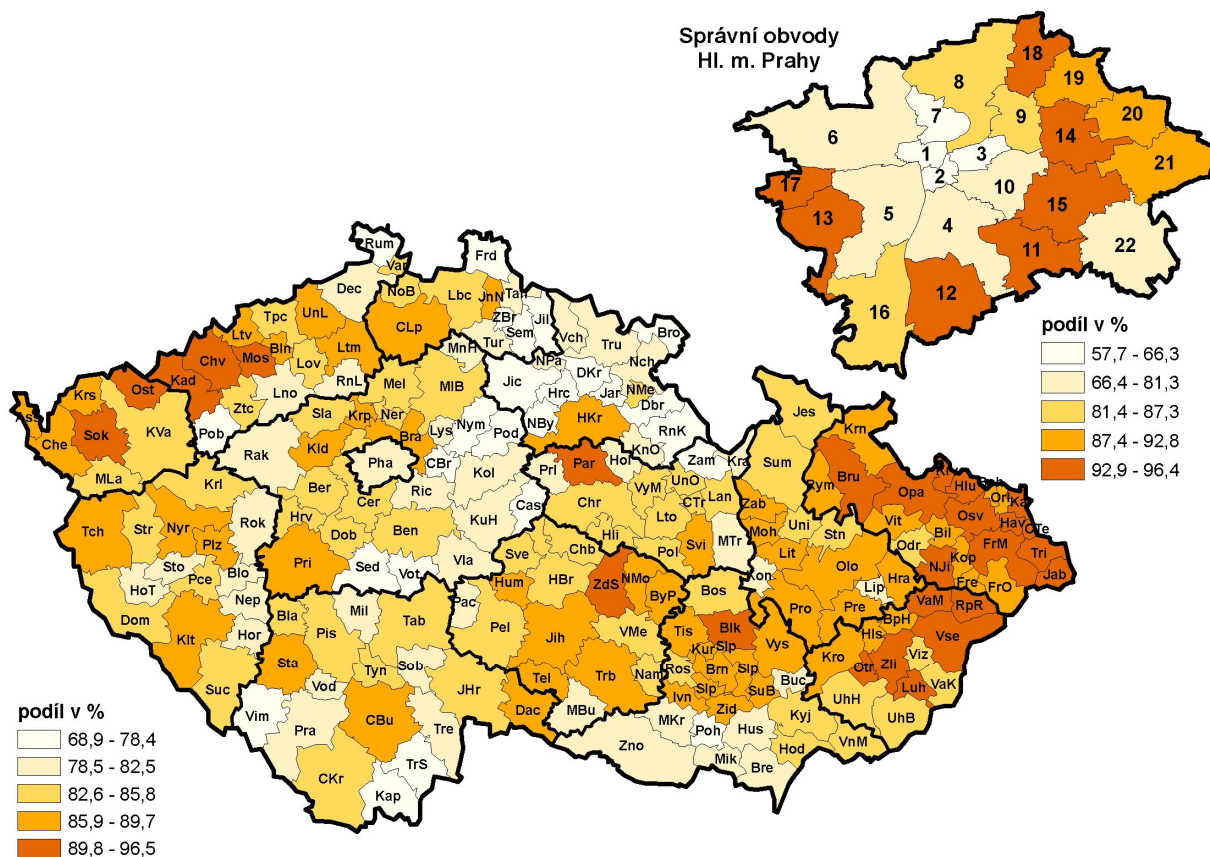 Správní obvody
Hl. m. Prahy
18
8
19
7
9
20
6
14
1
3
21
17
2
10
15
13
5
4
22
11
12
16
podíl v %
57,7 - 66,3
66,4 - 81,3
81,4 - 87,3
87,4 - 92,8
92,9 - 96,4
Rum
Frd
Var
Dec
NoB
Lbc
JnN
Tan
Tpc
UnL
CLp
ZBr
Sem
Jil
Vch
Tru
Bro
Ltv
Bln
Ltm
Tur
MnH
Nch
Chv
Mos
Lov
NPa
DKr
Ost
Kad
Lno
RnL
Mel
MlB
Jic
Hrc
Jar
NMe
Krs
Ztc
Sla
Krp
Ner
NBy
HKr
Dbr
Jes
Che
Sok
KVa
Pob
Kld
Bra
Lys
Nym
Pod
RnK
Krn
Rak
Pha
CBr
Kol
Prl
Par
Hol
KnO
Zam
Kra
Sum
Rym
Bru
MLa
Krl
Ber
Cer
Ric
Cas
Chr
VyM
UnO
CTr
Lan
Zab
Opa
Hlu
Orl
Tch
Str
Nyr
Plz
Rok
Hrv
Dob
Ben
KuH
Hli
Lto
Svi
MTr
Moh
Uni
Stn
Vit
Osv
Hav
CTe
Sto
Pce
Blo
Pri
Sed
Vot
Vla
Sve
Chb
Pol
Kon
Lit
Olo
Odr
Bil
FrM
Tri
HoT
Nep
Hum
HBr
ZdS
NMo
Bos
Lip
Hra
NJi
Kop
Fre
FrO
Jab
Dom
Klt
Hor
Bla
Mil
Tab
Pac
Pel
ByP
Pro
Pre
VaM
RpR
Pis
Jih
VMe
Tis
Blk
Slp
Vys
BpH
Hls
Vse
Sta
Tyn
Sob
Kur
Kro
Suc
Vod
JHr
Tel
Trb
Nam
Ros
Brn
Slp
Buc
Otr
Zli
Viz
Vim
CBu
Dac
Ivn
Slp
SuB
Luh
VaK
Pra
Tre
MBu
Zid
UhH
MKr
Poh
Hus
Kyj
UhB
Zno
Hod
VnM
CKr
TrS
Mik
Bre
Kap
podíl v %
68,9 - 78,4
78,5 - 82,5
82,6 - 85,8
85,9 - 89,7
89,8 - 96,5